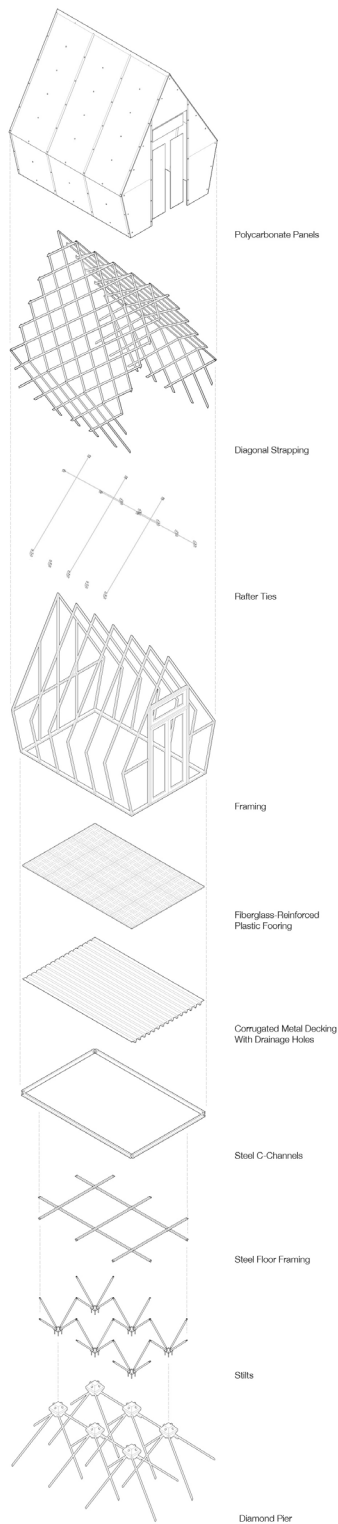 Polycarbonate Panels
Diagonal Strapping
Rafter Ties
Framing
Fiberglass-Reinforced
Plastic Fooring
Corrugated Metal Decking
With Drainage Holes
Steel C-Channels
Steel Floor Framing
Stilts
Diamond Pier